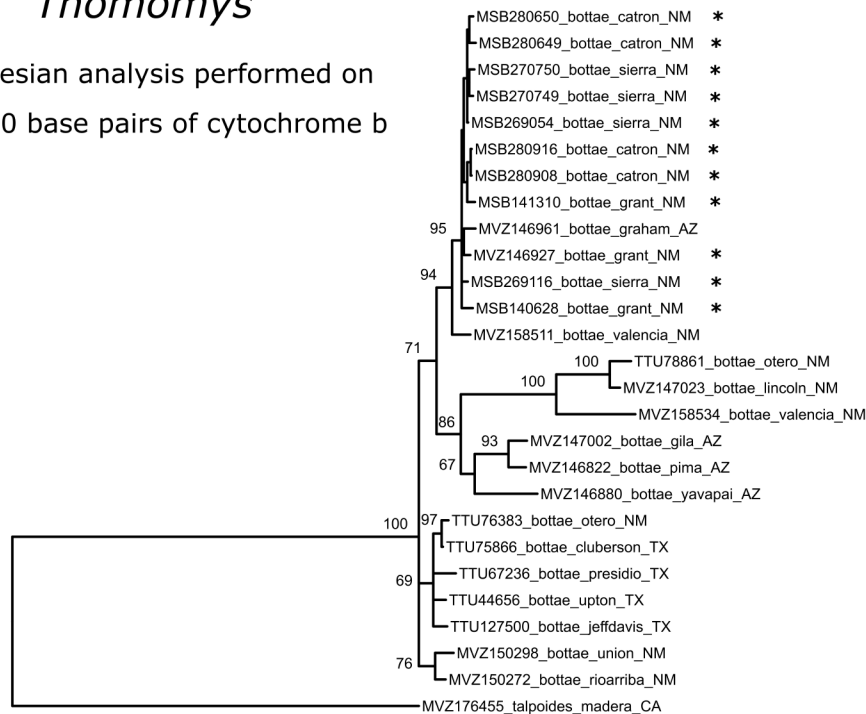 Thomomys
esian analysis performed on
0 base pairs of cytochrome b
MSB280650_bottae_catron_NM *
MSB280649_bottae_catron_NM *
MSB270750_bottae_sierra_NM *
MSB270749_bottae_sierra_NM *
MSB269054_bottae_sierra_NM *
MSB280916_bottae_catron_NM *
MSB280908_bottae_catron_NM *
MSB141310_bottae_grant_NM *
95 MVZ146961_bottae_graham_AZ
MVZ146927_bottae_grant_NM *
94 MSB269116_bottae_sierra_NM *
MSB140628_bottae_grant_NM *
MVZ158511_bottae_valencia_NM
71
100 TTU78861_bottae_otero_NM
100 MVZ147023_bottae_lincoln_NM
MVZ158534_bottae_valencia_NM
86
93 MVZ147002_bottae_gila_AZ
67 MVZ146822_bottae_pima_AZ
MVZ146880_bottae_yavapai_AZ
100 97 TTU76383_bottae_otero_NM
TTU75866_bottae_cluberson_TX
69 TTU67236_bottae_presidio_TX
TTU44656_bottae_upton_TX
TTU127500_bottae_jeffdavis_TX
76 MVZ150298_bottae_union_NM
MVZ150272_bottae_rioarriba_NM
MVZ176455_talpoides_madera_CA